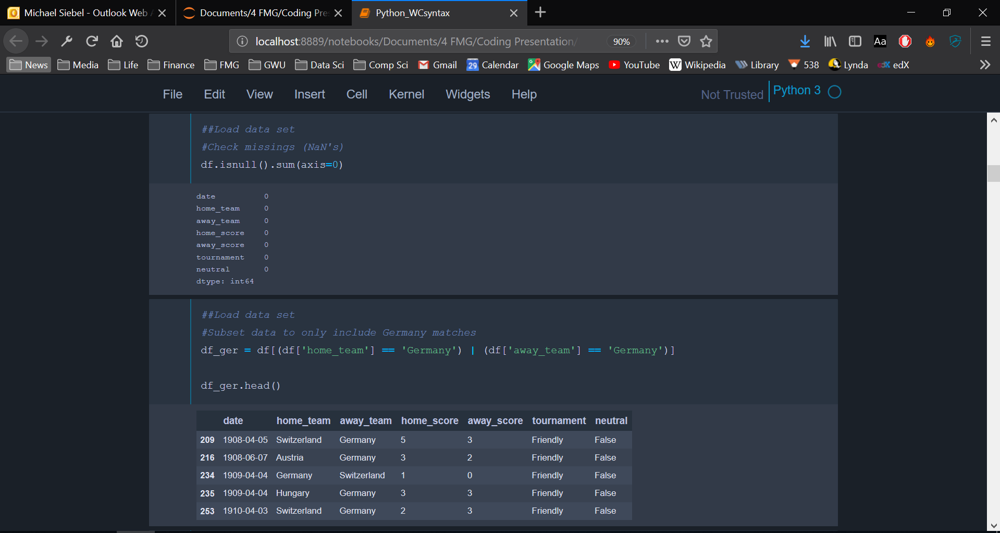 Michael Siebel - Outlook Web A
Documents/4 FMG/Coding Pres
Python_WCsyntax
localhost:8889/notebooks/Documents/4 FMG/Coding Presentation/
90%
Aa
News Media Life Finance FMG GWU Data Sci Comp Sci Gmail 29 Calendar Google Maps YouTube W Wikipedia Library 538 Lynda edX
File Edit View Insert Cell Kernel Widgets Help Not Trusted Python 3
##Load data set
#Check missings (NaN's)
df.isnull().sum(axis=0)
date 0
home_team 0
away_team 0
home_score 0
away_score 0
tournament 0
neutral 0
dtype: int64
##Load data set
#Subset data to only include Germany matches
df_ger = df[(df['home_team'] == 'Germany') | (df['away_team'] == 'Germany')]
df_ger.head()
date home_team away_team home_score away_score tournament neutral
209 1908-04-05 Switzerland Germany 5 3 Friendly False
216 1908-06-07 Austria Germany 3 2 Friendly False
234 1909-04-04 Germany Switzerland 1 0 Friendly False
235 1909-04-04 Hungary Germany 3 3 Friendly False
253 1910-04-03 Switzerland Germany 2 3 Friendly False